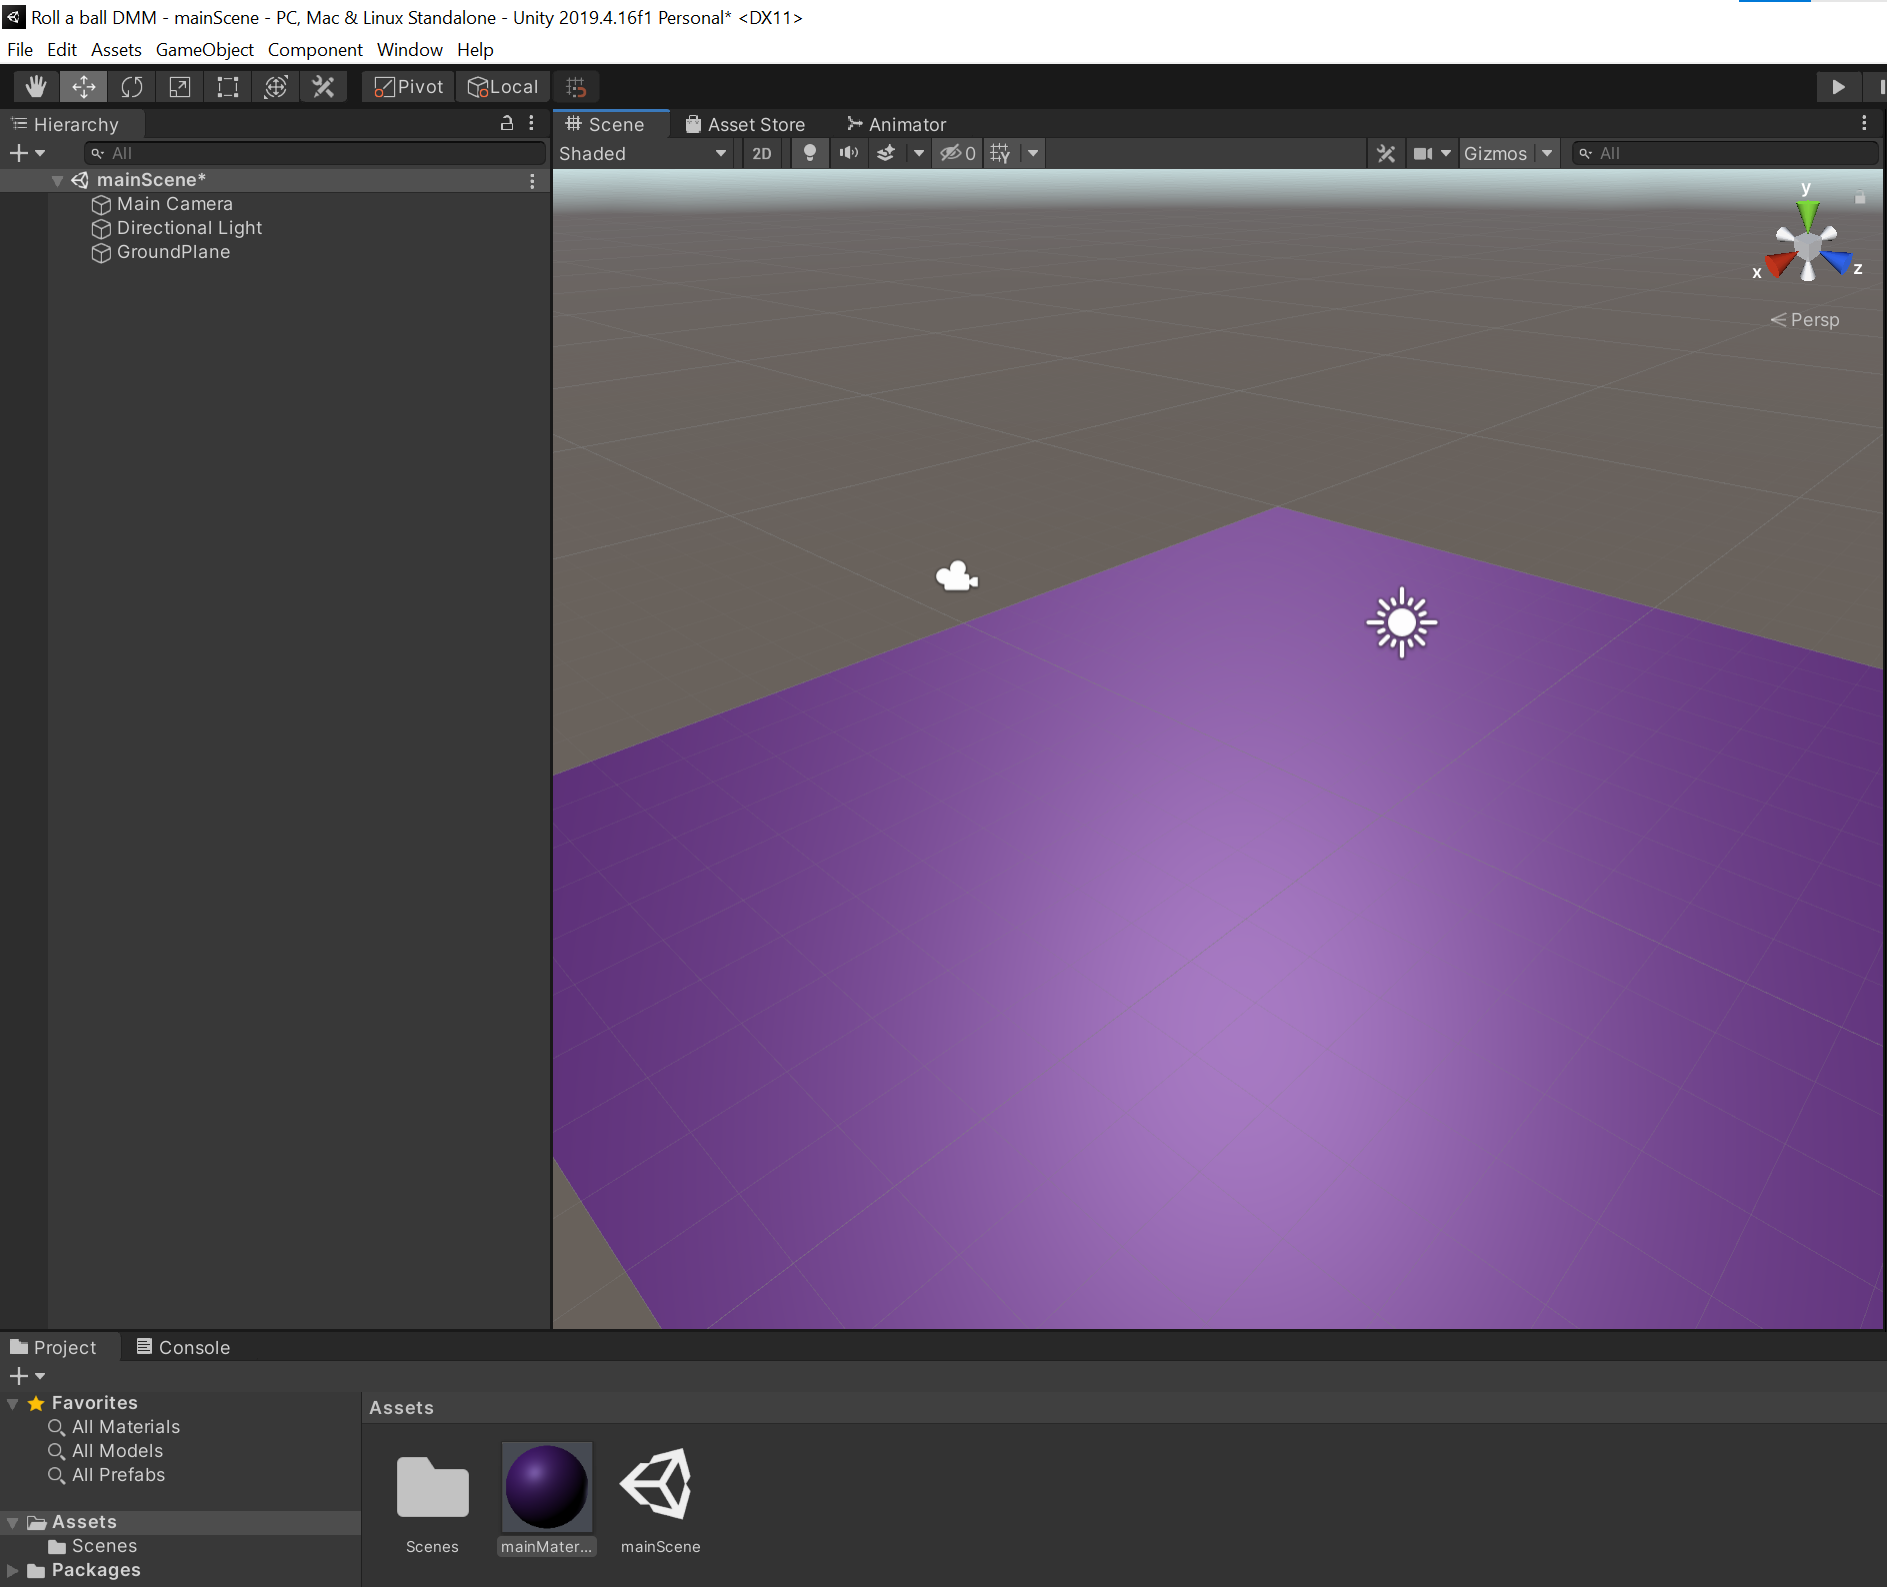 Roll a ball DMM - mainScene - PC, Mac & Linux Standalone - Unity 2019.4.16f1 Personal* <DX11>
File Edit Assets GameObject Component Window Help
Pivot Local
Hierarchy
All
mainScene*
Main Camera
Directional Light
GroundPlane
Scene Asset Store Animator
Shaded 2D 0 Y Gizmos All
y
x
z
Persp
Project Console
Favorites
All Materials
All Models
All Prefabs
Assets
Scenes
Packages
Assets
Scenes mainMater... mainScene